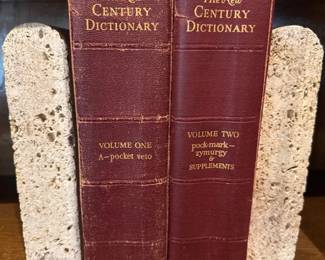 CENTURY
DICTIONARY
VOLUME ONE
A—pocket veto
The New
CENTURY
DICTIONARY
VOLUME TWO
pock-mark—
zymurgy
&
SUPPLEMENTS